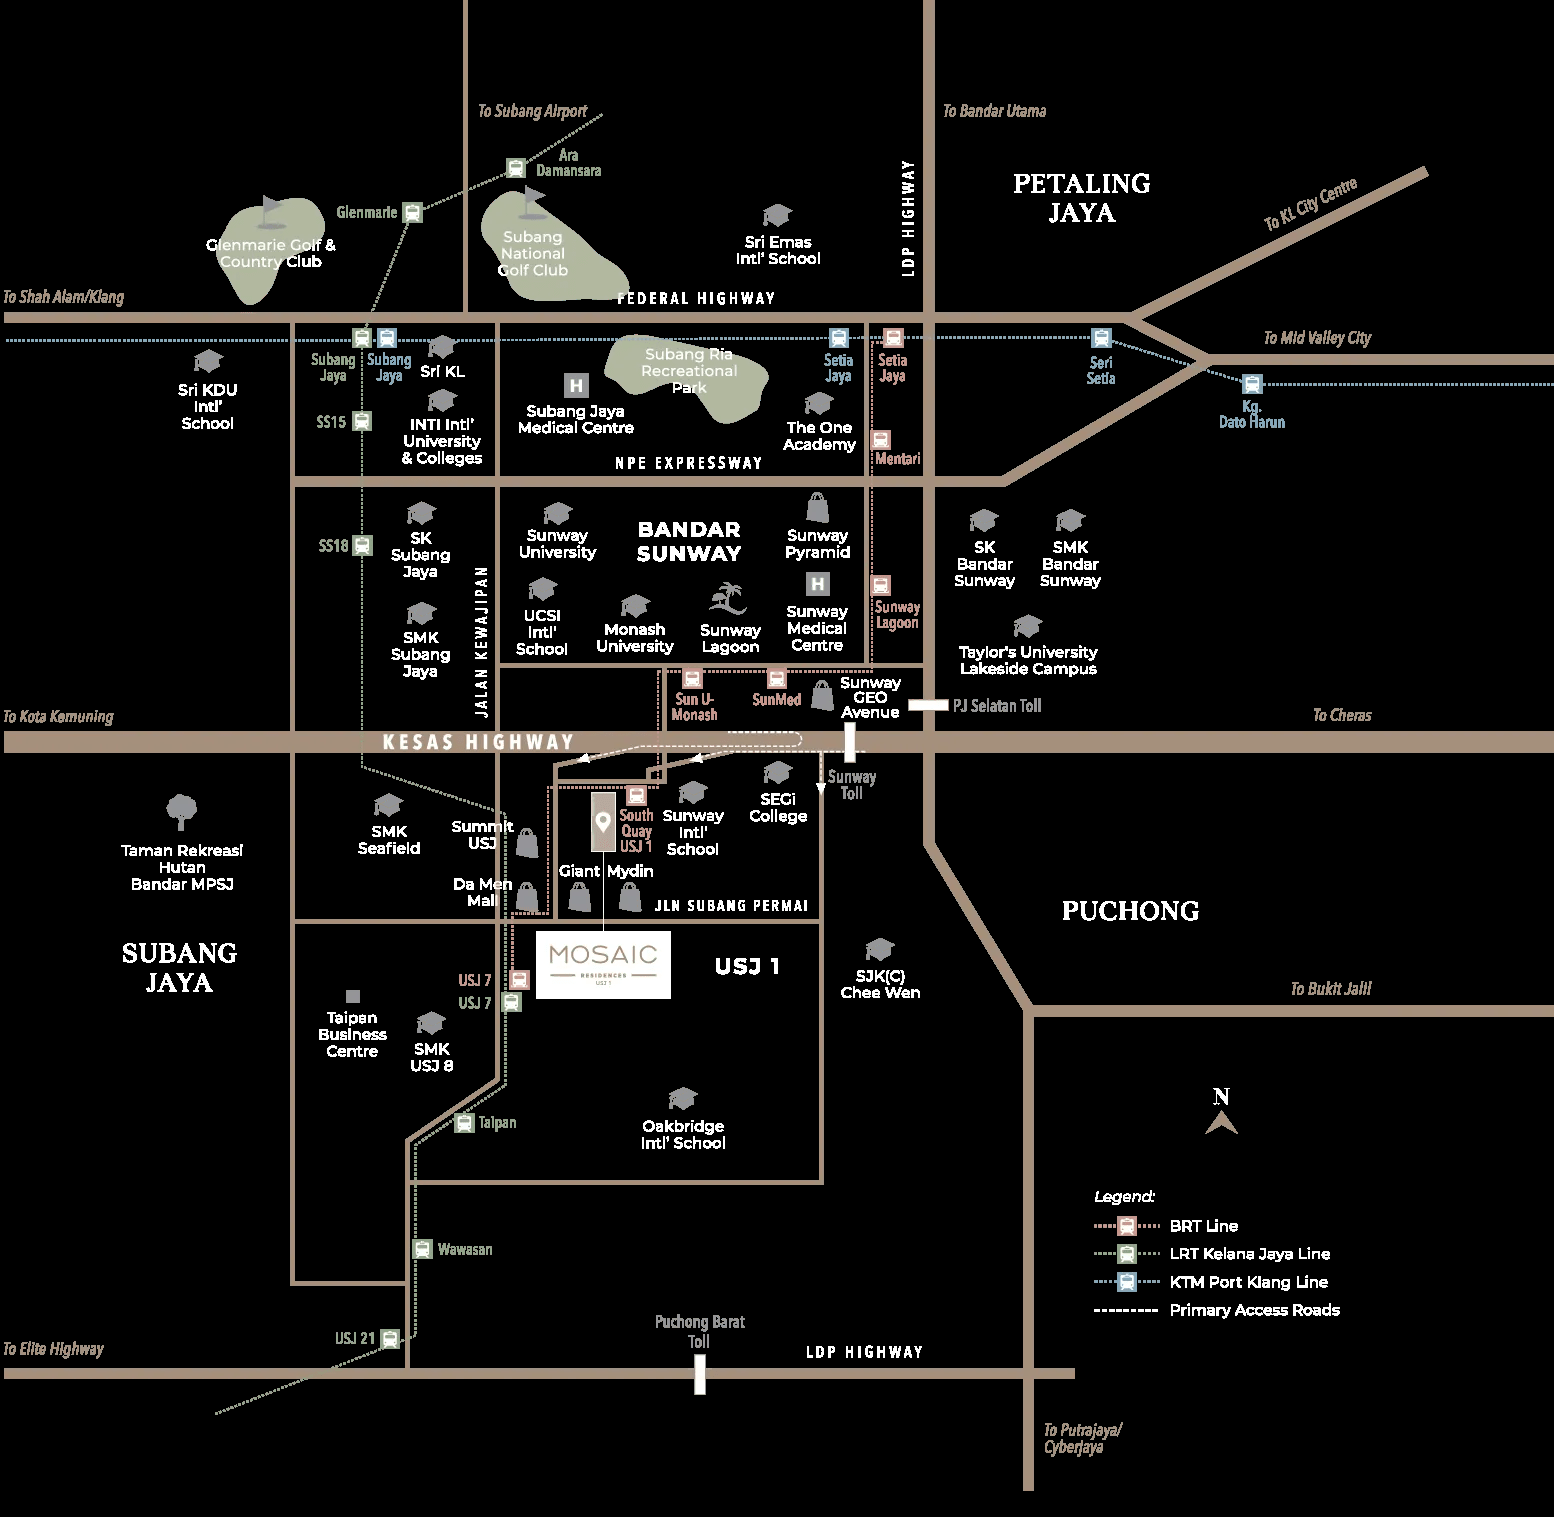 To Subang Airport
To Bandar Utama
Ara
Damansara
LDP HIGHWAY
PETALING
JAYA
To KL City Centre
Glenmarie
Glenmarie Golf &
Country Club
Subang
National
Golf Club
Sri Emas
Intl' School
To Shah Alam/Klang
FEDERAL HIGHWAY
To Mid Valley City
Subang
Jaya
Subang
Jaya
Sri KL
Subang Ria
Recreational
Park
Setia
Jaya
Setia
Jaya
Seri
Setia
Kg.
Dato Harun
Sri KDU
Intl'
School
SS15
INTI Intl'
University
& Colleges
H
Subang Jaya
Medical Centre
The One
Academy
Mentari
NPE EXPRESSWAY
SS18
SK
Subang
Jaya
Sunway
University
BANDAR
SUNWAY
Sunway
Pyramid
SK
Bandar
Sunway
SMK
Bandar
Sunway
JALAN KEWAJIPAN
SMK
Subang
Jaya
UCSI
Intl'
School
Monash
University
Sunway
Lagoon
H
Sunway
Medical
Centre
Sunway
Lagoon
Taylor's University
Lakeside Campus
Sun U-
Monash
SunMed
Sunway
GEO
Avenue
PJ Selatan Toll
To Kota Kemuning
To Cheras
KESAS HIGHWAY
Sunway
Toll
Taman Rekreasi
Hutan
Bandar MPSJ
SMK
Seafield
Summit
USJ
South
Quay
USJ 1
Sunway
Intl'
School
SEGi
College
Da Men
Mall
Giant
Mydin
JLN SUBANG PERMAI
PUCHONG
SUBANG
JAYA
MOSAIC
RESIDENCES
USJ 1
USJ 1
SJK(C)
Chee Wen
USJ 7
USJ 7
To Bukit Jalil
Taipan
Business
Centre
SMK
USJ 8
Taipan
Oakbridge
Intl' School
N
Wawasan
Legend:
BRT Line
LRT Kelana Jaya Line
KTM Port Klang Line
Primary Access Roads
USJ 21
Puchong Barat
Toll
To Elite Highway
LDP HIGHWAY
To Putrajaya/
Cyberjaya